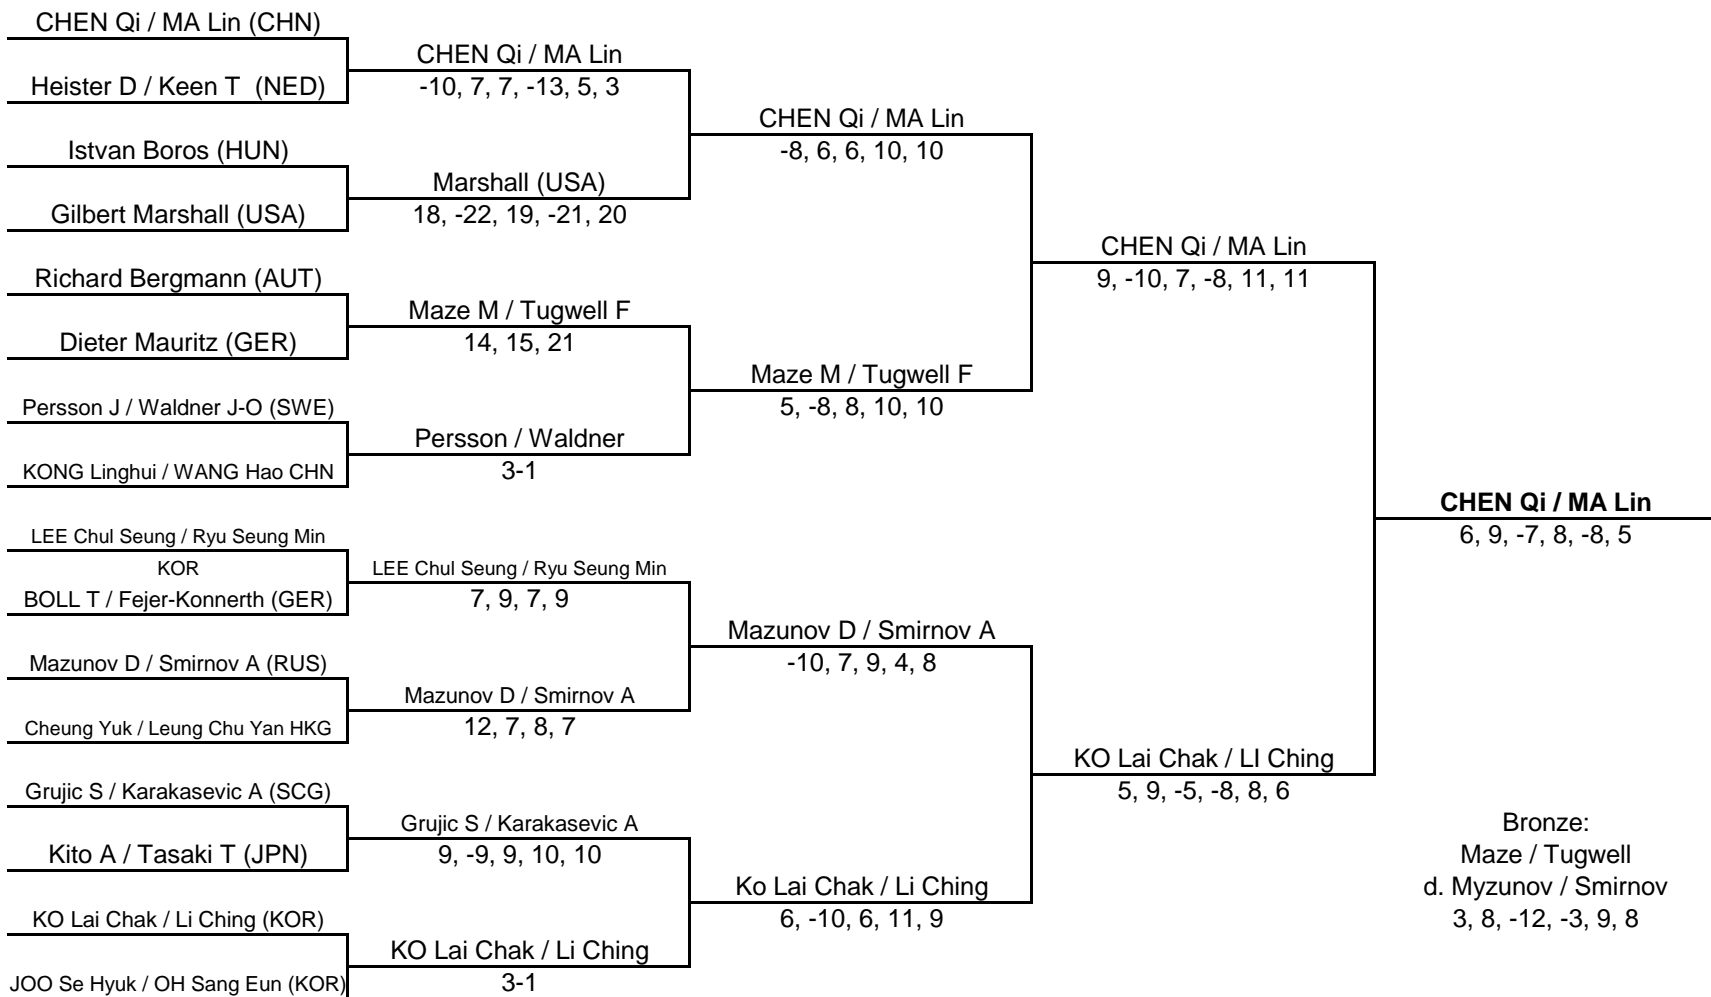 CHEN Qi / MA Lin (CHN)
Heister D / Keen T  (NED)
Istvan Boros (HUN)
Gilbert Marshall (USA)
Richard Bergmann (AUT)
Dieter Mauritz (GER)
Persson J / Waldner J-O (SWE)
KONG Linghui / WANG Hao CHN
LEE Chul Seung / Ryu Seung Min
KOR
BOLL T / Fejer-Konnerth (GER)
Mazunov D / Smirnov A (RUS)
Cheung Yuk / Leung Chu Yan HKG
Grujic S / Karakasevic A (SCG)
Kito A / Tasaki T (JPN)
KO Lai Chak / Li Ching (KOR)
JOO Se Hyuk / OH Sang Eun (KOR)
CHEN Qi / MA Lin
-10, 7, 7, -13, 5, 3
Marshall (USA)
18, -22, 19, -21, 20
Maze M / Tugwell F
14, 15, 21
Persson / Waldner
3-1
LEE Chul Seung / Ryu Seung Min
7, 9, 7, 9
Mazunov D / Smirnov A
12, 7, 8, 7
Grujic S / Karakasevic A
9, -9, 9, 10, 10
KO Lai Chak / Li Ching
3-1
CHEN Qi / MA Lin
-8, 6, 6, 10, 10
Maze M / Tugwell F
5, -8, 8, 10, 10
Mazunov D / Smirnov A
-10, 7, 9, 4, 8
Ko Lai Chak / Li Ching
6, -10, 6, 11, 9
CHEN Qi / MA Lin
9, -10, 7, -8, 11, 11
KO Lai Chak / LI Ching
5, 9, -5, -8, 8, 6
CHEN Qi / MA Lin
6, 9, -7, 8, -8, 5
Bronze:
Maze / Tugwell
d. Myzunov / Smirnov
3, 8, -12, -3, 9, 8